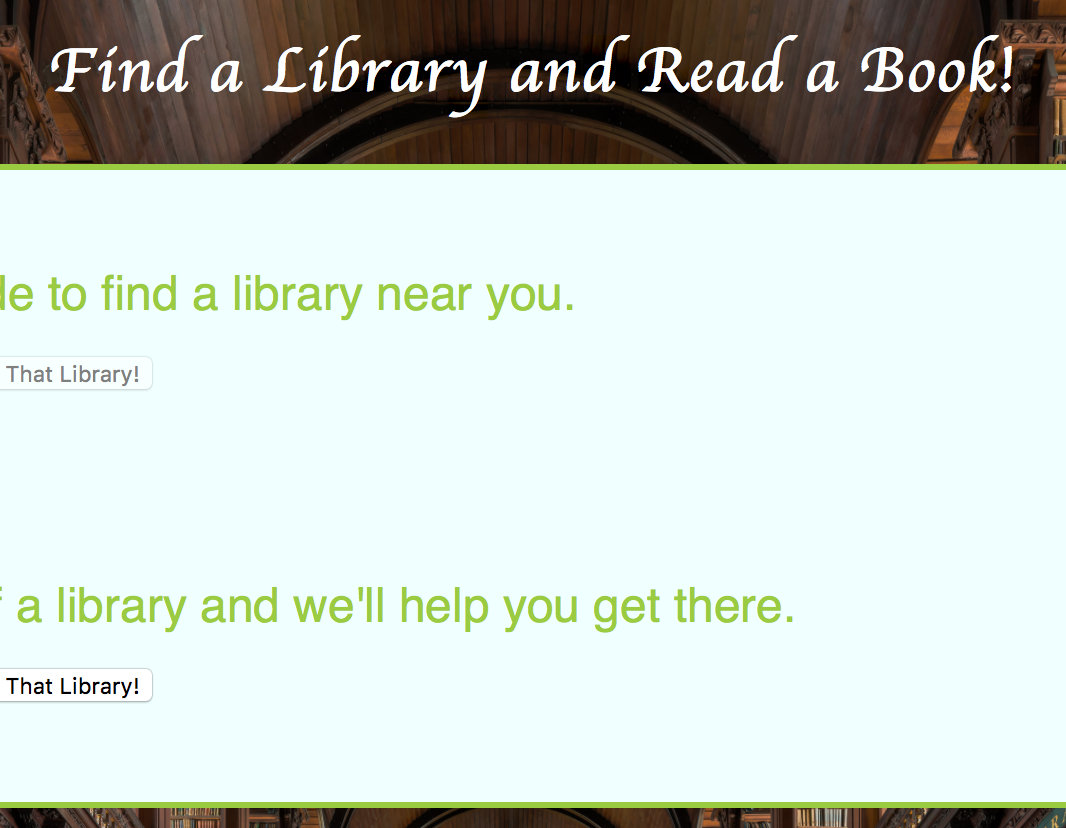 Find a Library and Read a Book!
de to find a library near you.
That Library!
f a library and we'll help you get there.
That Library!